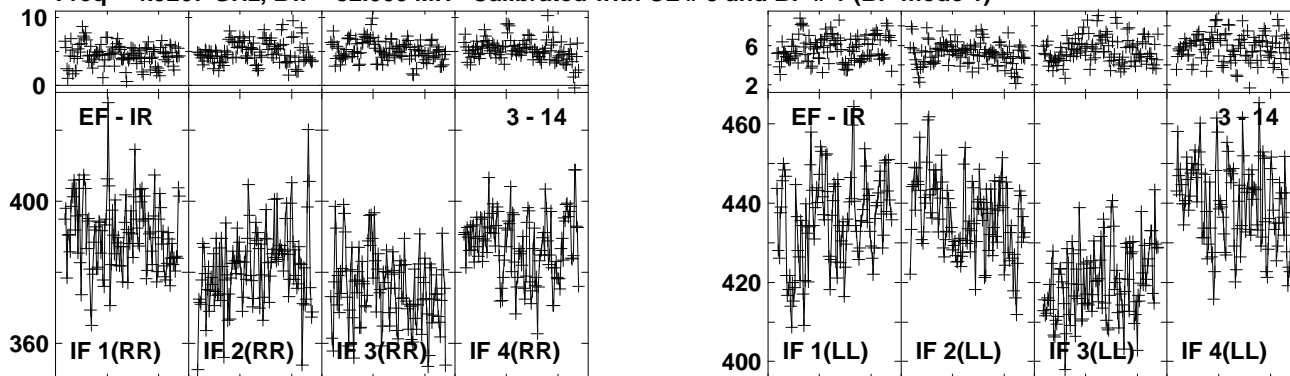 10
0
400
360
EF - IR
3 - 14
IF 1(RR)
IF 2(RR)
IF 3(RR)
IF 4(RR)
6
2
460
440
420
400
EF - IR
3 - 14
IF 1(LL)
IF 2(LL)
IF 3(LL)
IF 4(LL)